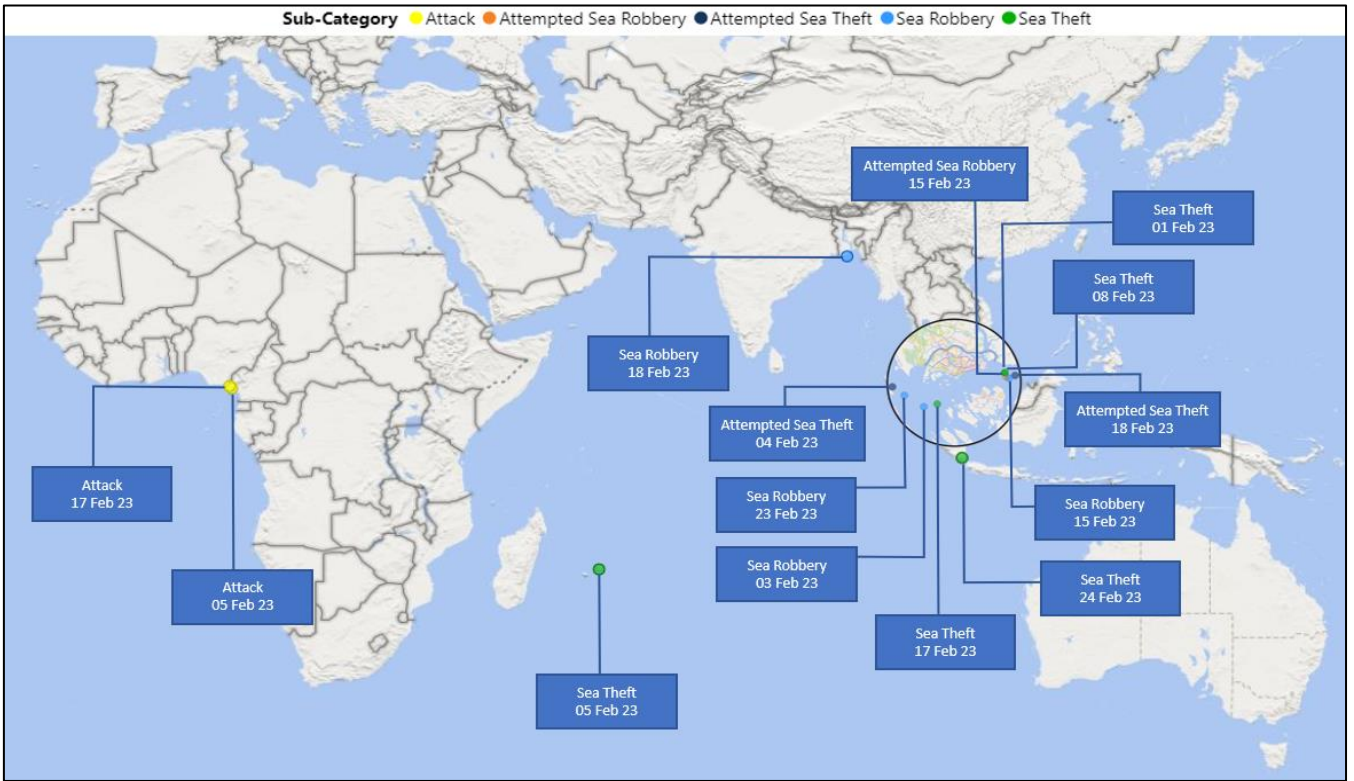 Sub-Category Attack Attempted Sea Robbery Attempted Sea Theft Sea Robbery Sea Theft
Attempted Sea Robbery
15 Feb 23
Sea Theft
01 Feb 23
Sea Theft
08 Feb 23
Sea Robbery
18 Feb 23
Attempted Sea Theft
04 Feb 23
Attempted Sea Theft
18 Feb 23
Attack
17 Feb 23
Sea Robbery
23 Feb 23
Sea Robbery
15 Feb 23
Sea Robbery
03 Feb 23
Attack
05 Feb 23
Sea Theft
24 Feb 23
Sea Theft
17 Feb 23
Sea Theft
05 Feb 23